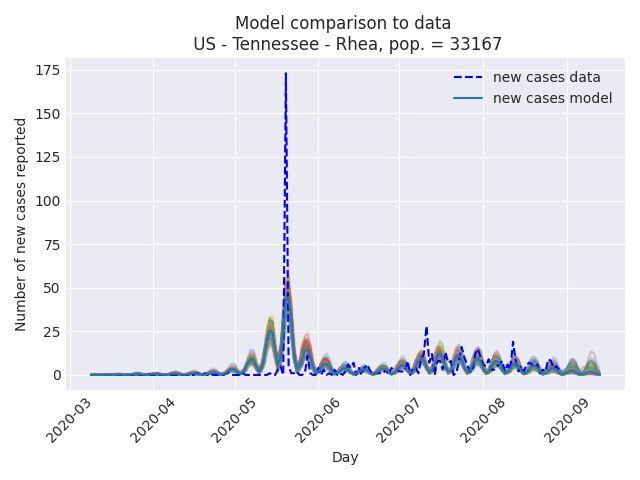 Model comparison to data
US - Tennessee - Rhea, pop. = 33167
new cases data
new cases model
Number of new cases reported
175
150
125
100
75
50
25
0
2020-03
2020-04
2020-05
2020-06
2020-07
2020-08
2020-09
Day